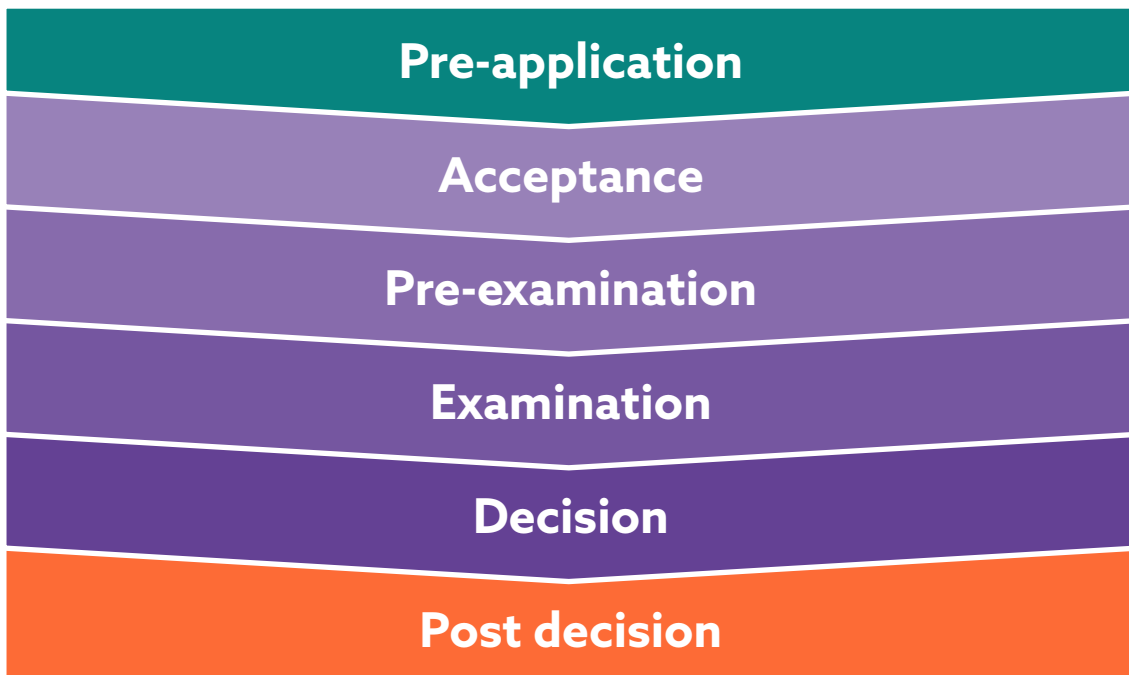 Pre-application
Acceptance
Pre-examination
Examination
Decision
Post decision